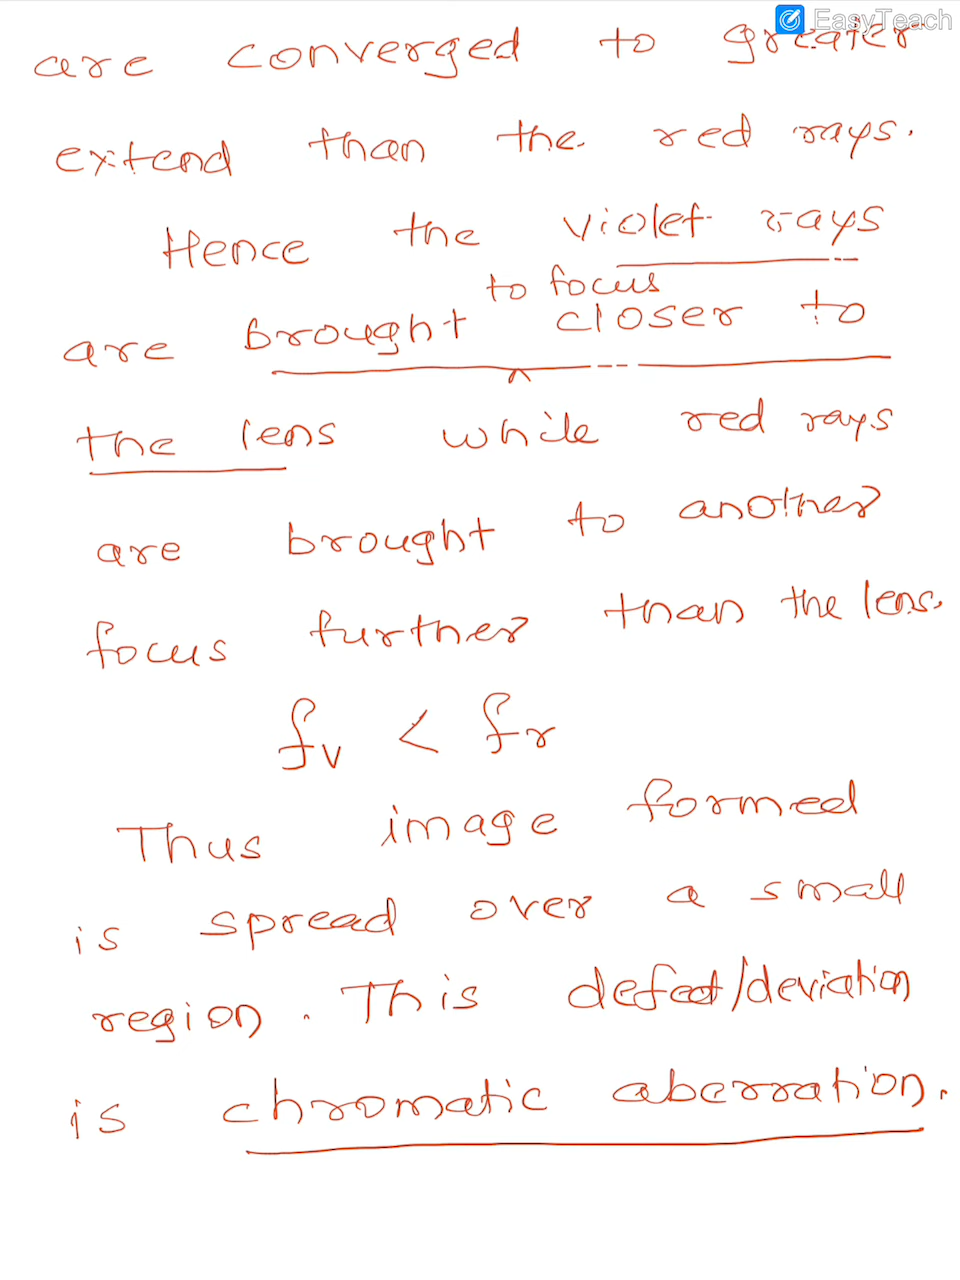 EasyTeach
are converged to greater
extend than the red rays.
Hence the violet rays
to focus
are brought closer to
the lens while red rays
are brought to another
focus further than the lens.
fv < fr
Thus image formed
is spread over a small
region. This defect/deviation
is chromatic aberration.